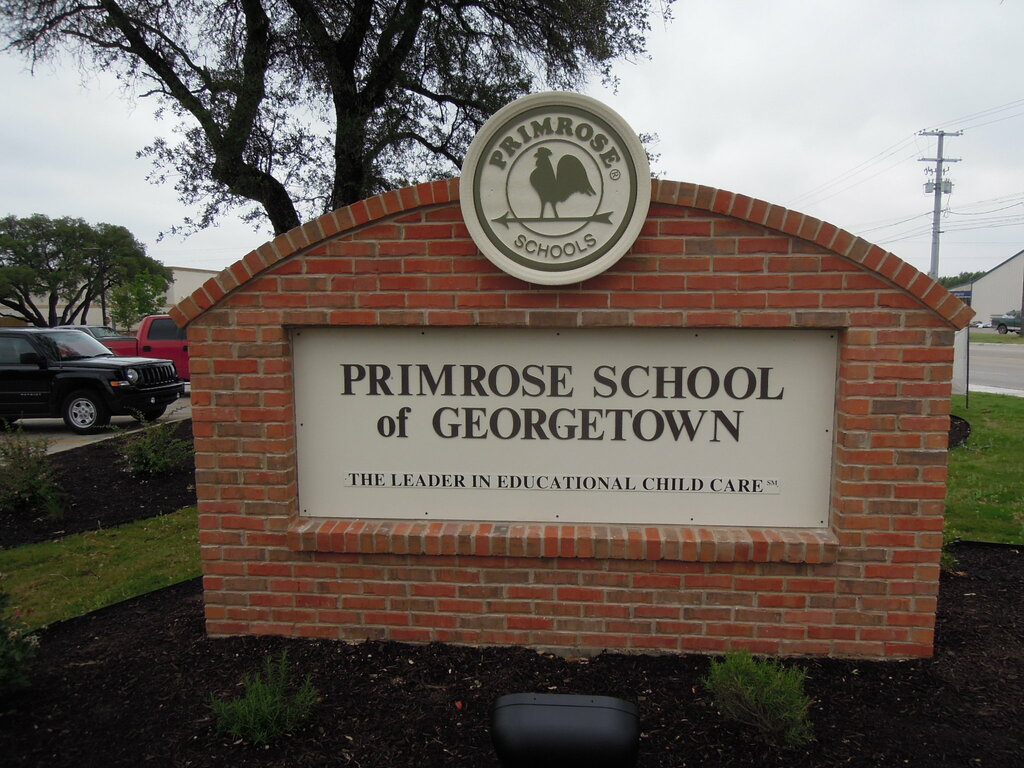 PRIMROSE®
SCHOOLS
PRIMROSE SCHOOL
of GEORGETOWN
THE LEADER IN EDUCATIONAL CHILD CARE℠